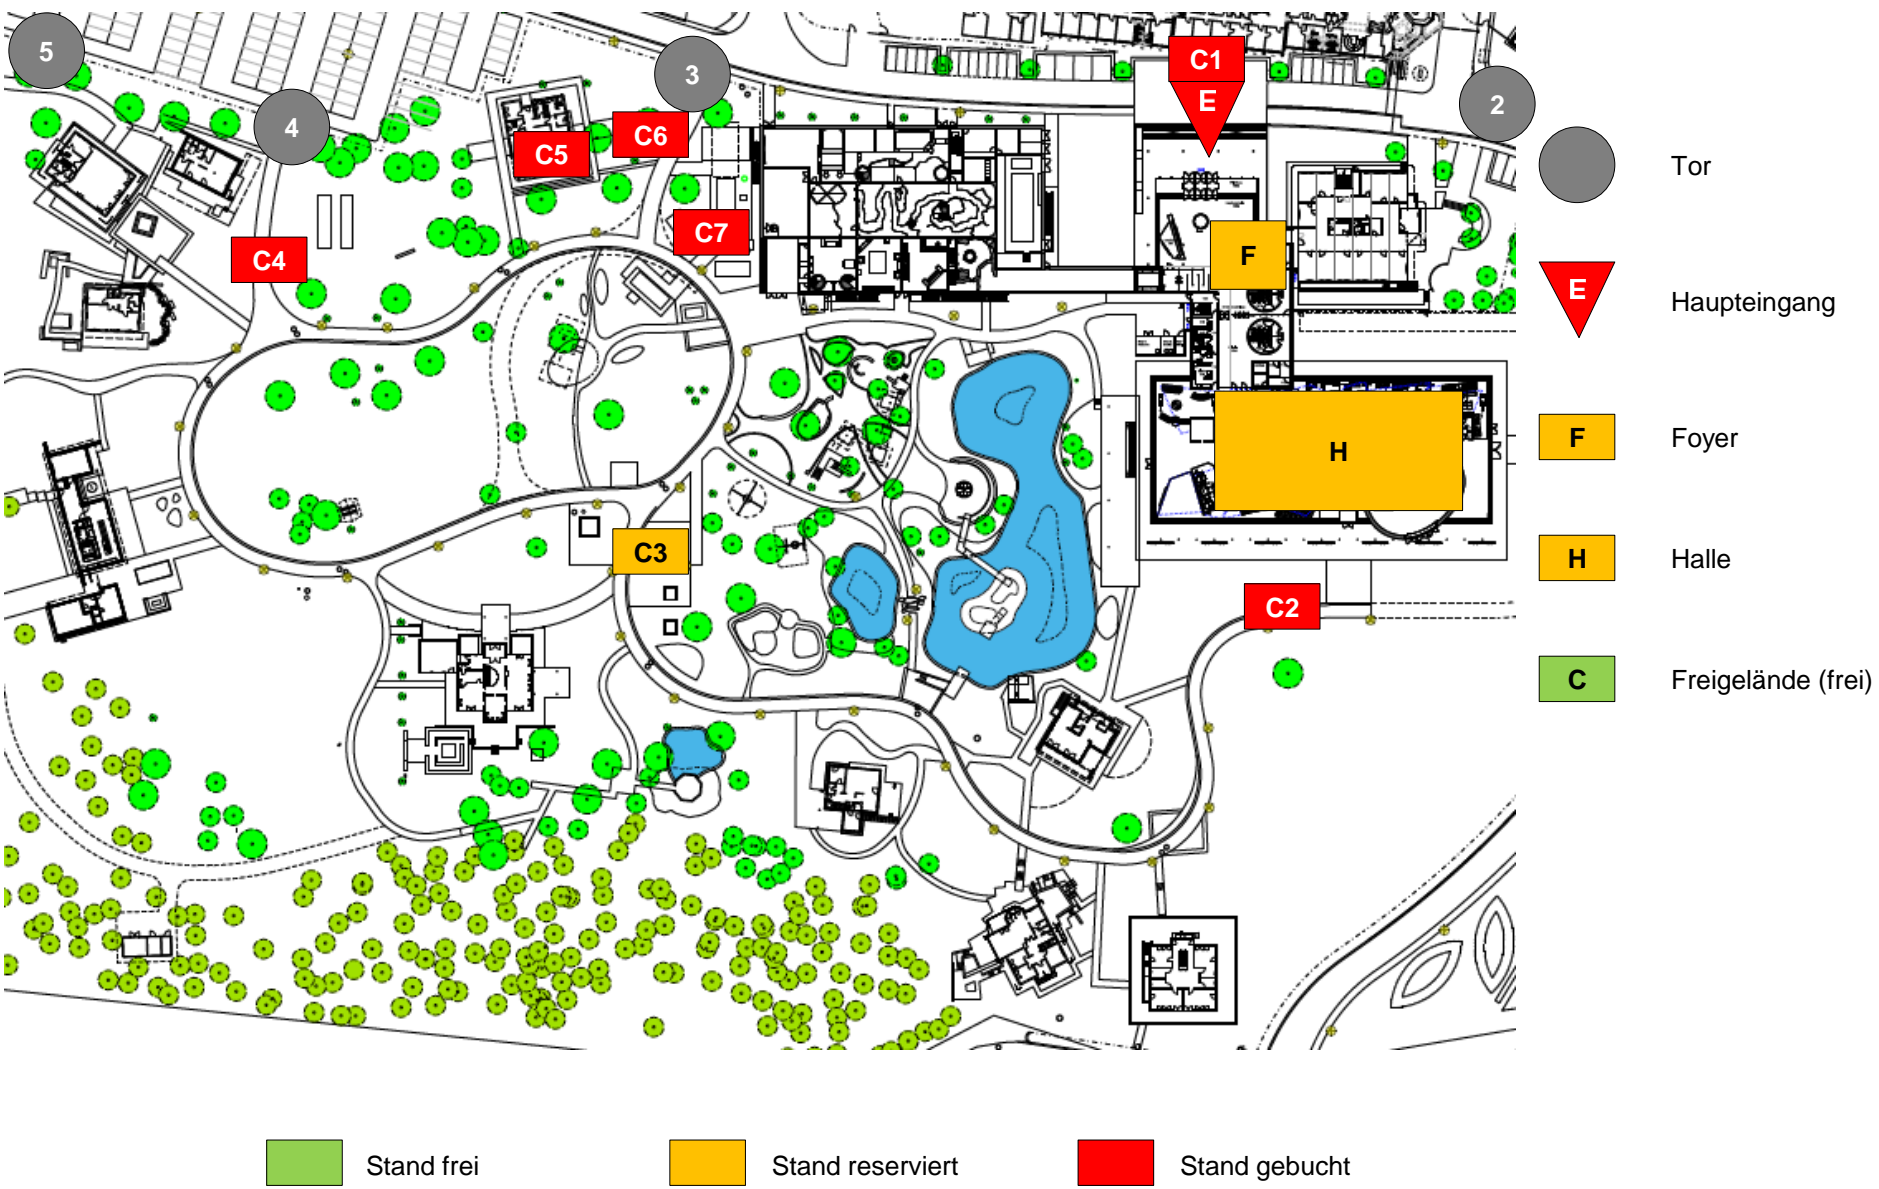 5
4
3
C1
E
2
C6
C5
Tor
C7
F
C4
E
Haupteingang
F
Foyer
H
C3
H
Halle
C2
C
Freigelände (frei)
Stand frei
Stand reserviert
Stand gebucht